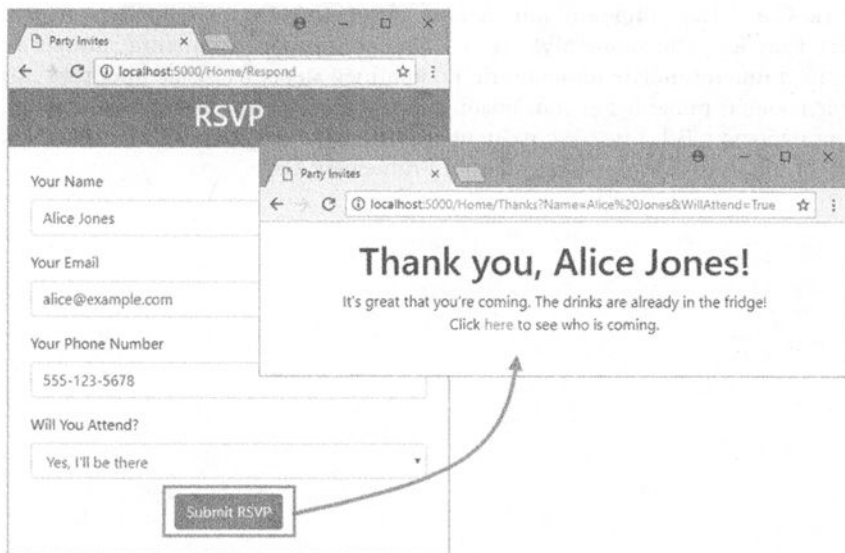 Party Invites
localhost:5000/Home/Respond
RSVP
Your Name
Alice Jones
Your Email
alice@example.com
Your Phone Number
555-123-5678
Will You Attend?
Yes, I'll be there
Submit RSVP
Party Invites
localhost:5000/Home/Thanks?Name=Alice%20Jones&WillAttend=True
Thank you, Alice Jones!
It's great that you're coming. The drinks are already in the fridge!
Click here to see who is coming.